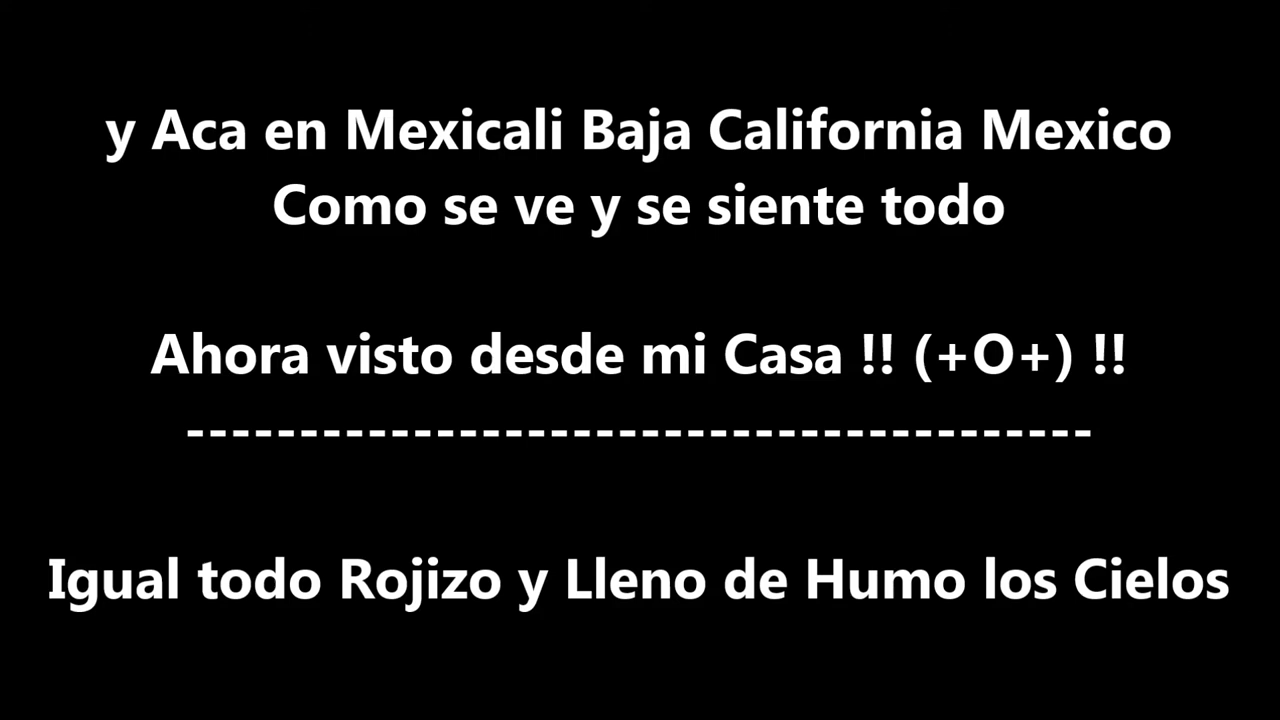 y Aca en Mexicali Baja California Mexico
Como se ve y se siente todo
Ahora visto desde mi Casa !! (+O+) !!
----------------------------------------
Igual todo Rojizo y Lleno de Humo los Cielos